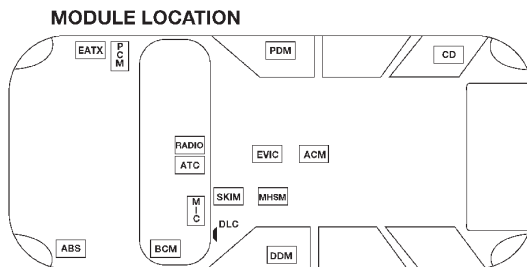 MODULE LOCATION
EATX
PCM
PDM
CD
RADIO
ATC
EVIC
ACM
MIC
SKIM
MHSM
DLC
ABS
BCM
DDM